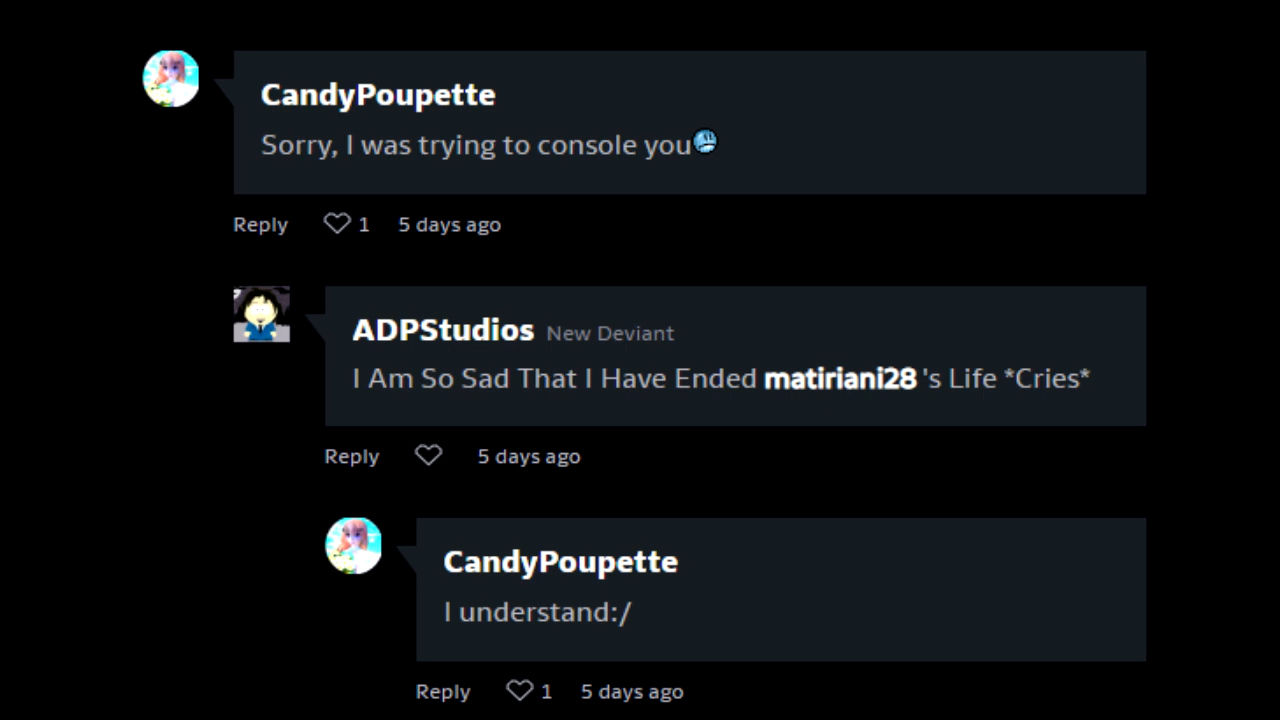 CandyPoupette
Sorry, I was trying to console you
Reply 1 5 days ago
ADPStudios New Deviant
I Am So Sad That I Have Ended matiriani28 's Life *Cries*
Reply 5 days ago
CandyPoupette
I understand:/
Reply 1 5 days ago